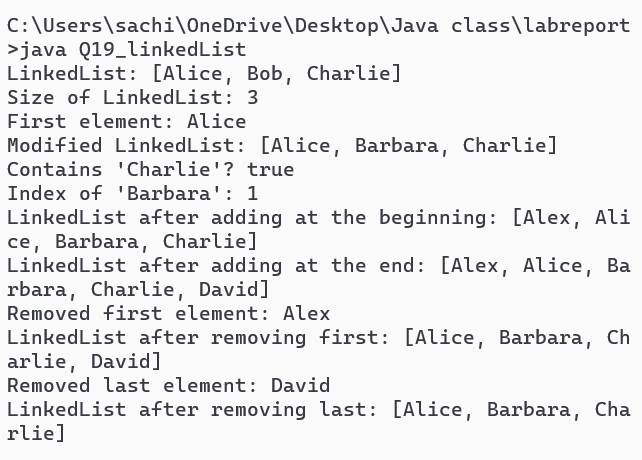 C:\Users\sachi\OneDrive\Desktop\Java class\labreport
>java Q19_linkedList
LinkedList: [Alice, Bob, Charlie]
Size of LinkedList: 3
First element: Alice
Modified LinkedList: [Alice, Barbara, Charlie]
Contains 'Charlie'? true
Index of 'Barbara': 1
LinkedList after adding at the beginning: [Alex, Ali
ce, Barbara, Charlie]
LinkedList after adding at the end: [Alex, Alice, Ba
rbara, Charlie, David]
Removed first element: Alex
LinkedList after removing first: [Alice, Barbara, Ch
arlie, David]
Removed last element: David
LinkedList after removing last: [Alice, Barbara, Cha
rlie]